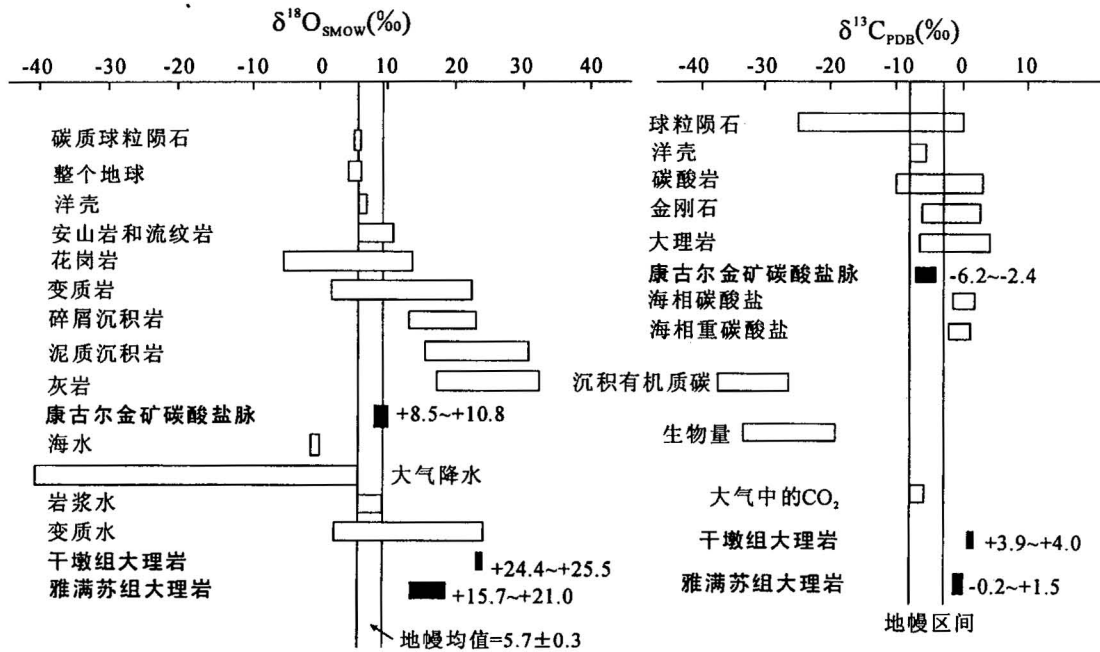 δ¹⁸O_SMOW(‰)
-40 -30 -20 -10 0 10 20 30 40
碳质球粒陨石
整个地球
洋壳
安山岩和流纹岩
花岗岩
变质岩
碎屑沉积岩
泥质沉积岩
灰岩
康古尔金矿碳酸盐脉 +8.5~+10.8
海水
大气降水
岩浆水
变质水
干墩组大理岩 +24.4~+25.5
雅满苏组大理岩 +15.7~+21.0
地幔均值=5.7±0.3
δ¹³C_PDB(‰)
-40 -30 -20 -10 0 10
球粒陨石
洋壳
碳酸岩
金刚石
大理岩
康古尔金矿碳酸盐脉 -6.2~-2.4
海相碳酸盐
海相重碳酸盐
沉积有机质碳
生物量
大气中的CO₂
干墩组大理岩 +3.9~+4.0
雅满苏组大理岩 -0.2~+1.5
地幔区间